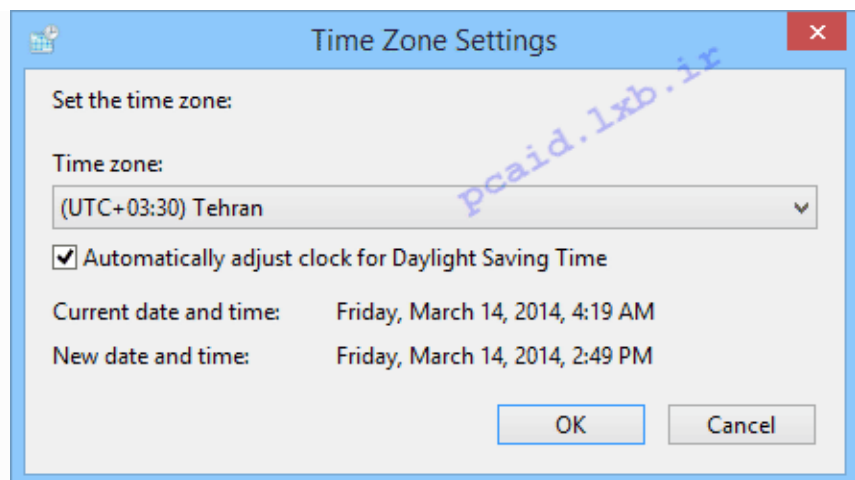 Time Zone Settings
pcaid.lxb.ir
Set the time zone:
Time zone:
(UTC+03:30) Tehran
Automatically adjust clock for Daylight Saving Time
Current date and time: Friday, March 14, 2014, 4:19 AM
New date and time: Friday, March 14, 2014, 2:49 PM
OK Cancel